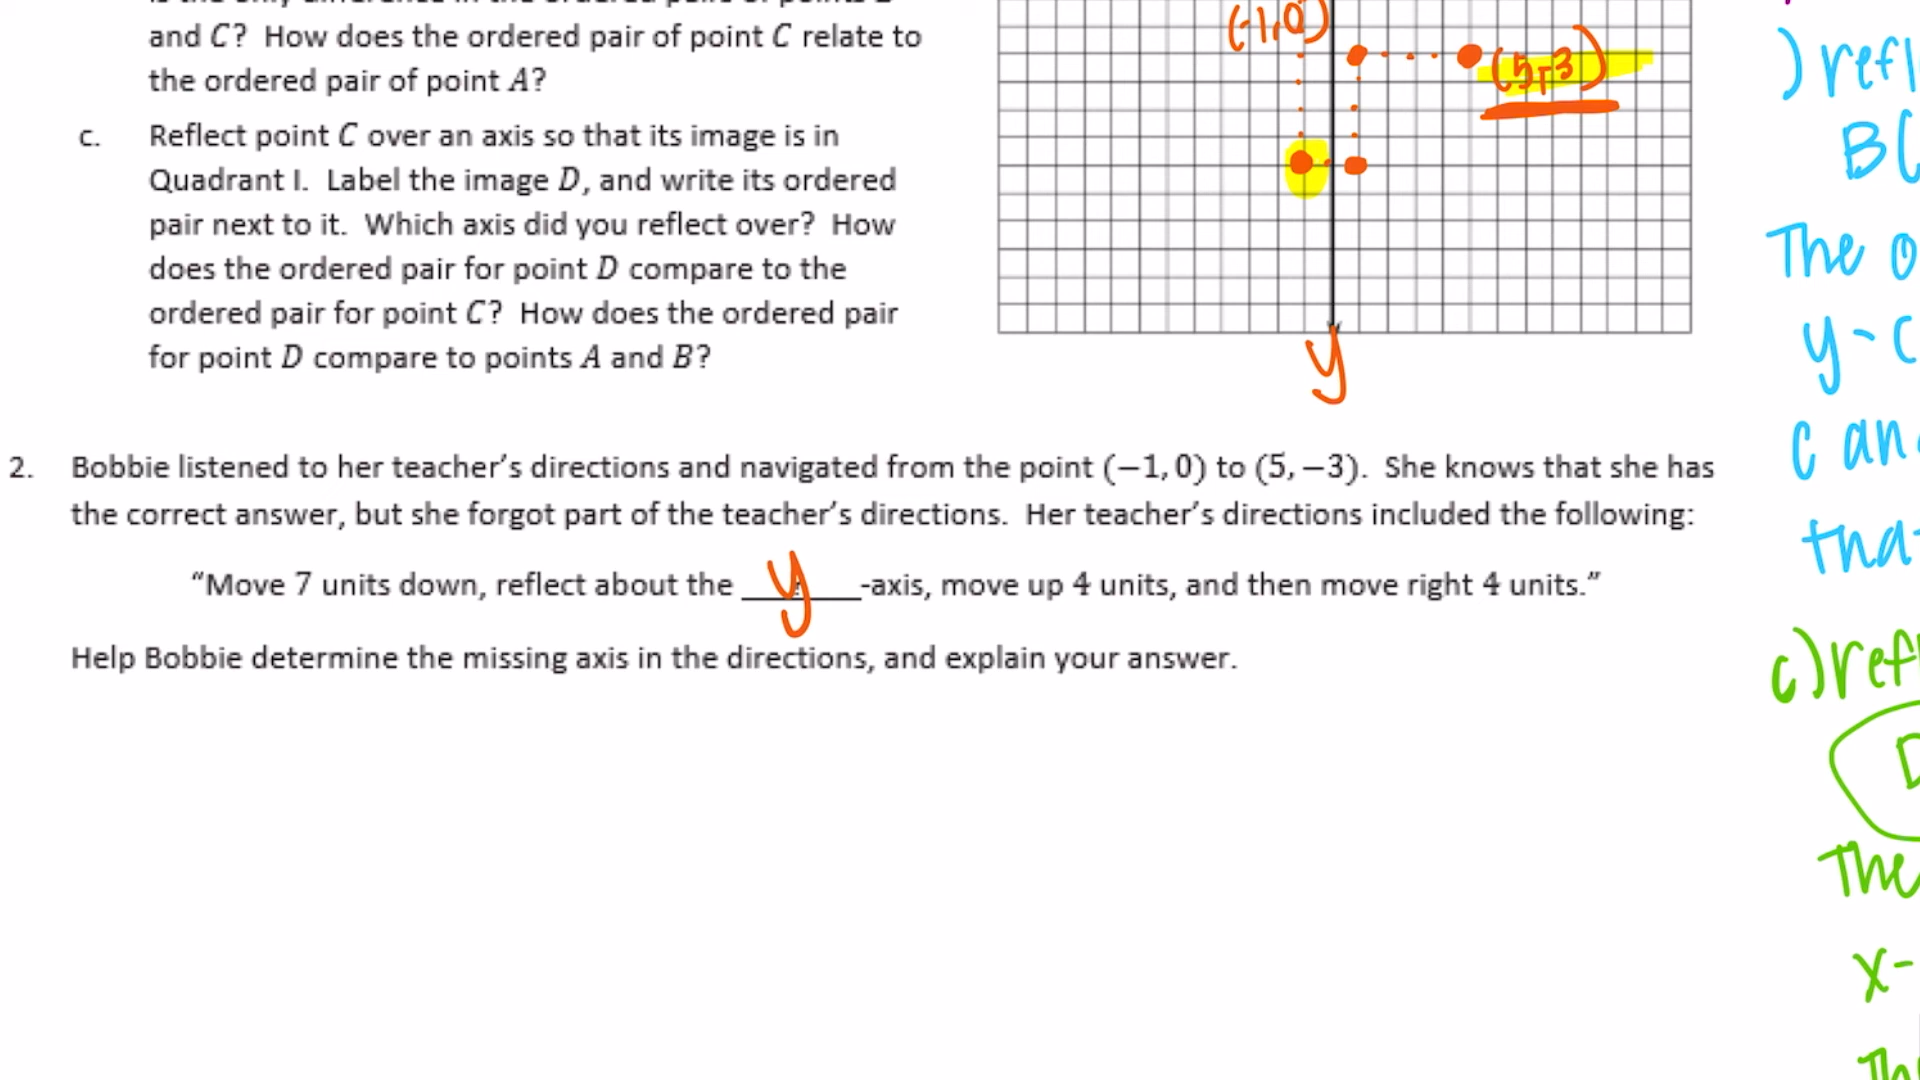 and C? How does the ordered pair of point C relate to
the ordered pair of point A?
c. Reflect point C over an axis so that its image is in
Quadrant I. Label the image D, and write its ordered
pair next to it. Which axis did you reflect over? How
does the ordered pair for point D compare to the
ordered pair for point C? How does the ordered pair
for point D compare to points A and B?
(-1,0)
(5,-3)
y
2. Bobbie listened to her teacher’s directions and navigated from the point (−1, 0) to (5, −3). She knows that she has
the correct answer, but she forgot part of the teacher’s directions. Her teacher’s directions included the following:
“Move 7 units down, reflect about the y -axis, move up 4 units, and then move right 4 units.”
Help Bobbie determine the missing axis in the directions, and explain your answer.
) refl
B(
The o
y-c
c an
that
c) ref
D
The
x-
Th